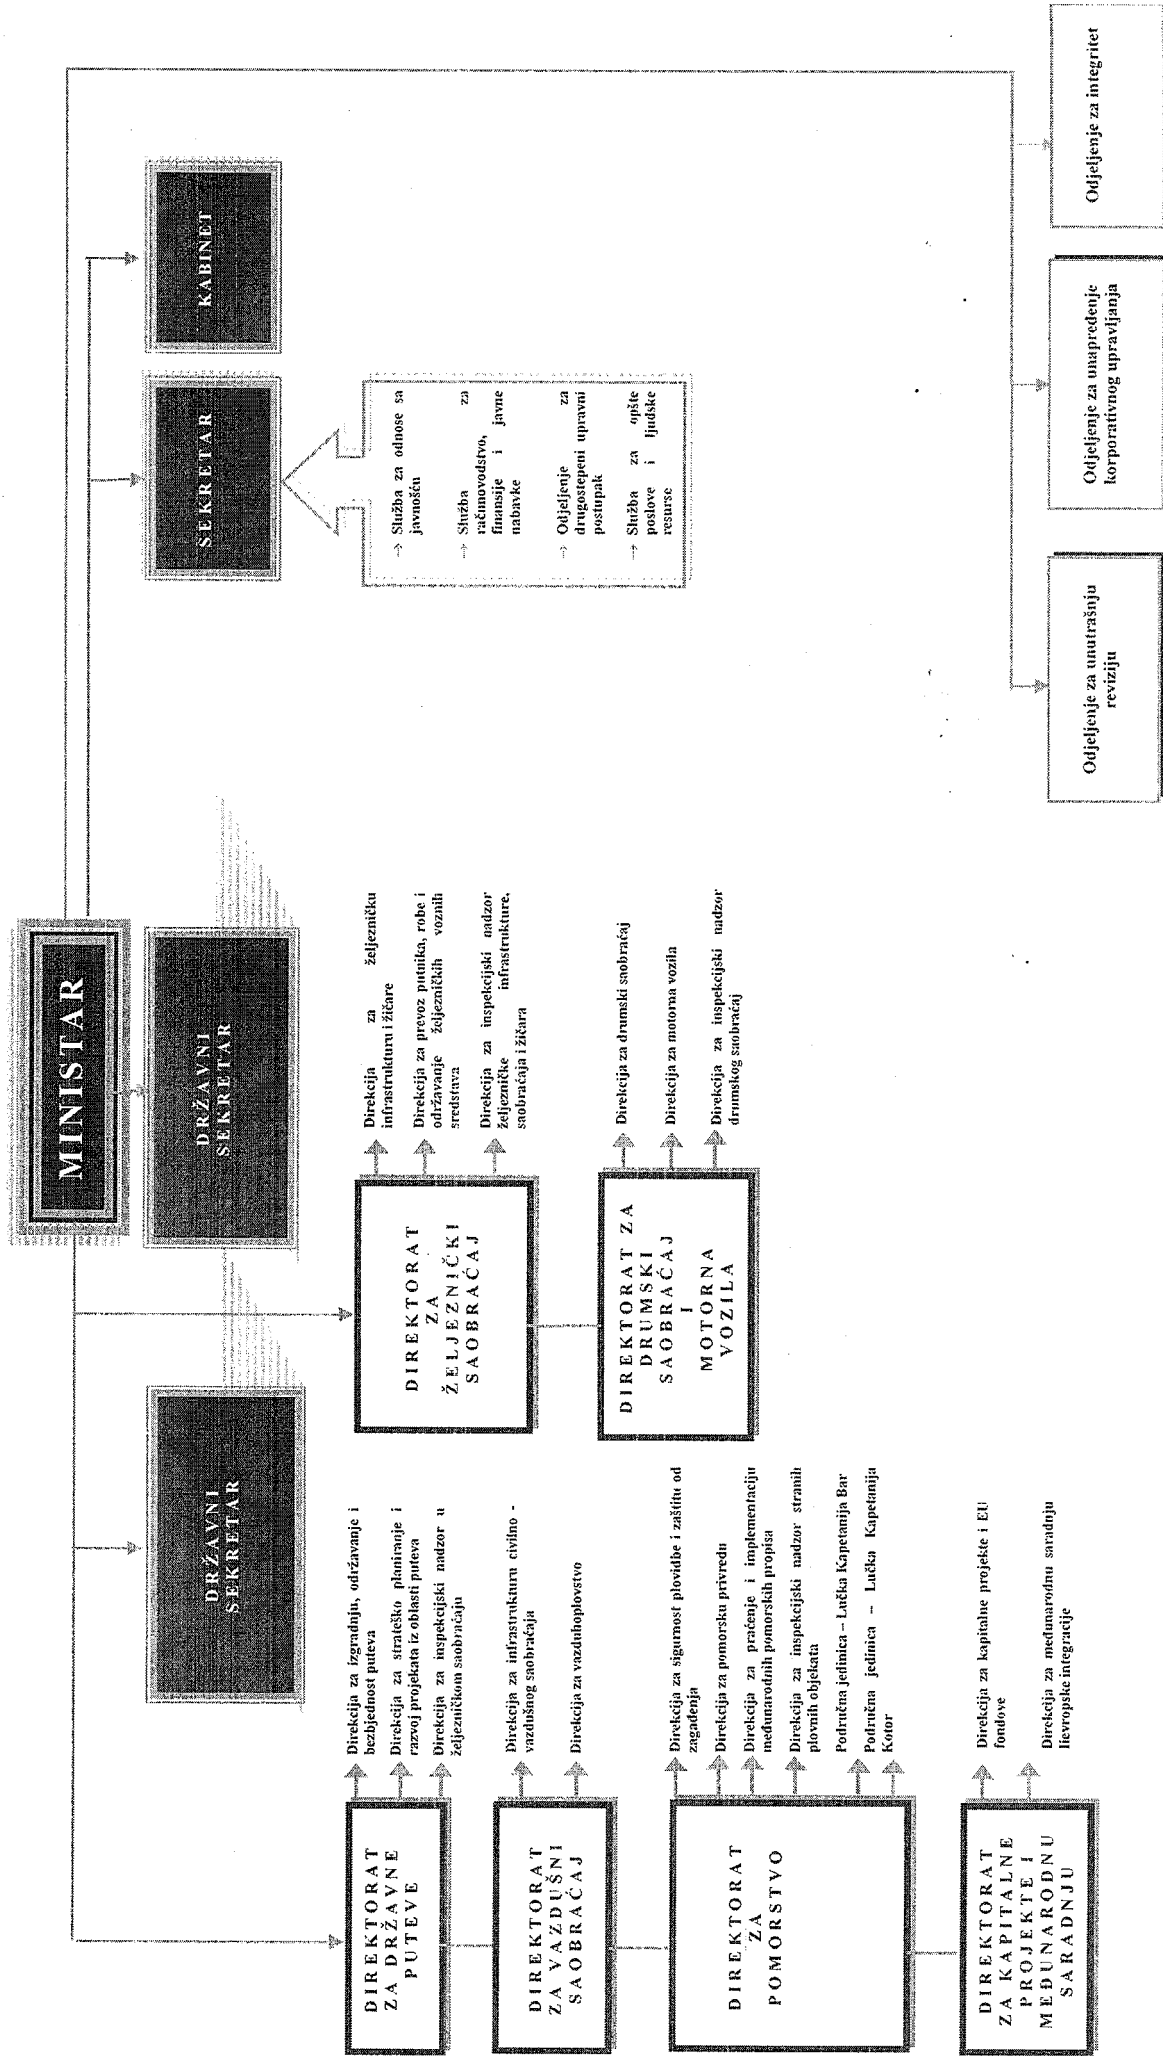 MINISTAR
DRŽAVNI
SEKRETAR
DRŽAVNI
SEKRETAR
SEKRETAR
KABINET
→ Služba za odnose sa
javnošću
→ Služba za
računovodstvo,
finansije i javne
nabavke
→ Odjeljenje za
drugostepeni upravni
postupak
→ Služba za opšte
poslove i ljudske
resurse
DIREKTORAT
ZA DRŽAVNE
PUTEVE
Direkcija za izgradnju, održavanje i
bezbjednost puteva
Direkcija za strateško planiranje i
razvoj projekata iz oblasti puteva
Direkcija za inspekcijski nadzor u
željezničkom saobraćaju
DIREKTORAT
ZA VAZDUŠNI
SAOBRAĆAJ
Direkcija za infrastrukturu civilno -
vazdušnog saobraćaja
Direkcija za vazduhoplovstvo
DIREKTORAT
ZA
POMORSTVO
Direkcija za sigurnost plovidbe i zaštitu od
zagađenja
Direkcija za pomorsku privredu
Direkcija za praćenje i implementaciju
međunarodnih pomorskih propisa
Direkcija za inspekcijski nadzor stranih
plovnih objekata
Područna jedinica – Lučka Kapetanija Bar
Područna jedinica – Lučka Kapetanija
Kotor
DIREKTORAT
ZA KAPITALNE
PROJEKTE I
MEĐUNARODNU
SARADNJU
Direkcija za kapitalne projekte i EU
fondove
Direkcija za međunarodnu saradnju
Ievropske integracije
DIREKTORAT
ZA
ŽELJEZNIČKI
SAOBRAĆAJ
Direkcija za željezničku
infrastrukturu i žičare
Direkcija za prevoz putnika, robe i
održavanje željezničkih voznih
sredstava
Direkcija za inspekcijski nadzor
željezničke infrastrukture,
saobraćaja i žičara
DIREKTORAT ZA
DRUMSKI
SAOBRAĆAJ
I
MOTORNA
VOZILA
Direkcija za drumski saobraćaj
Direkcija za motorna vozila
Direkcija za inspekcijski nadzor
drumskog saobraćaj
Odjeljenje za unutrašnju
reviziju
Odjeljenje za unapređenje
korporativnog upravljanja
Odjeljenje za integritet